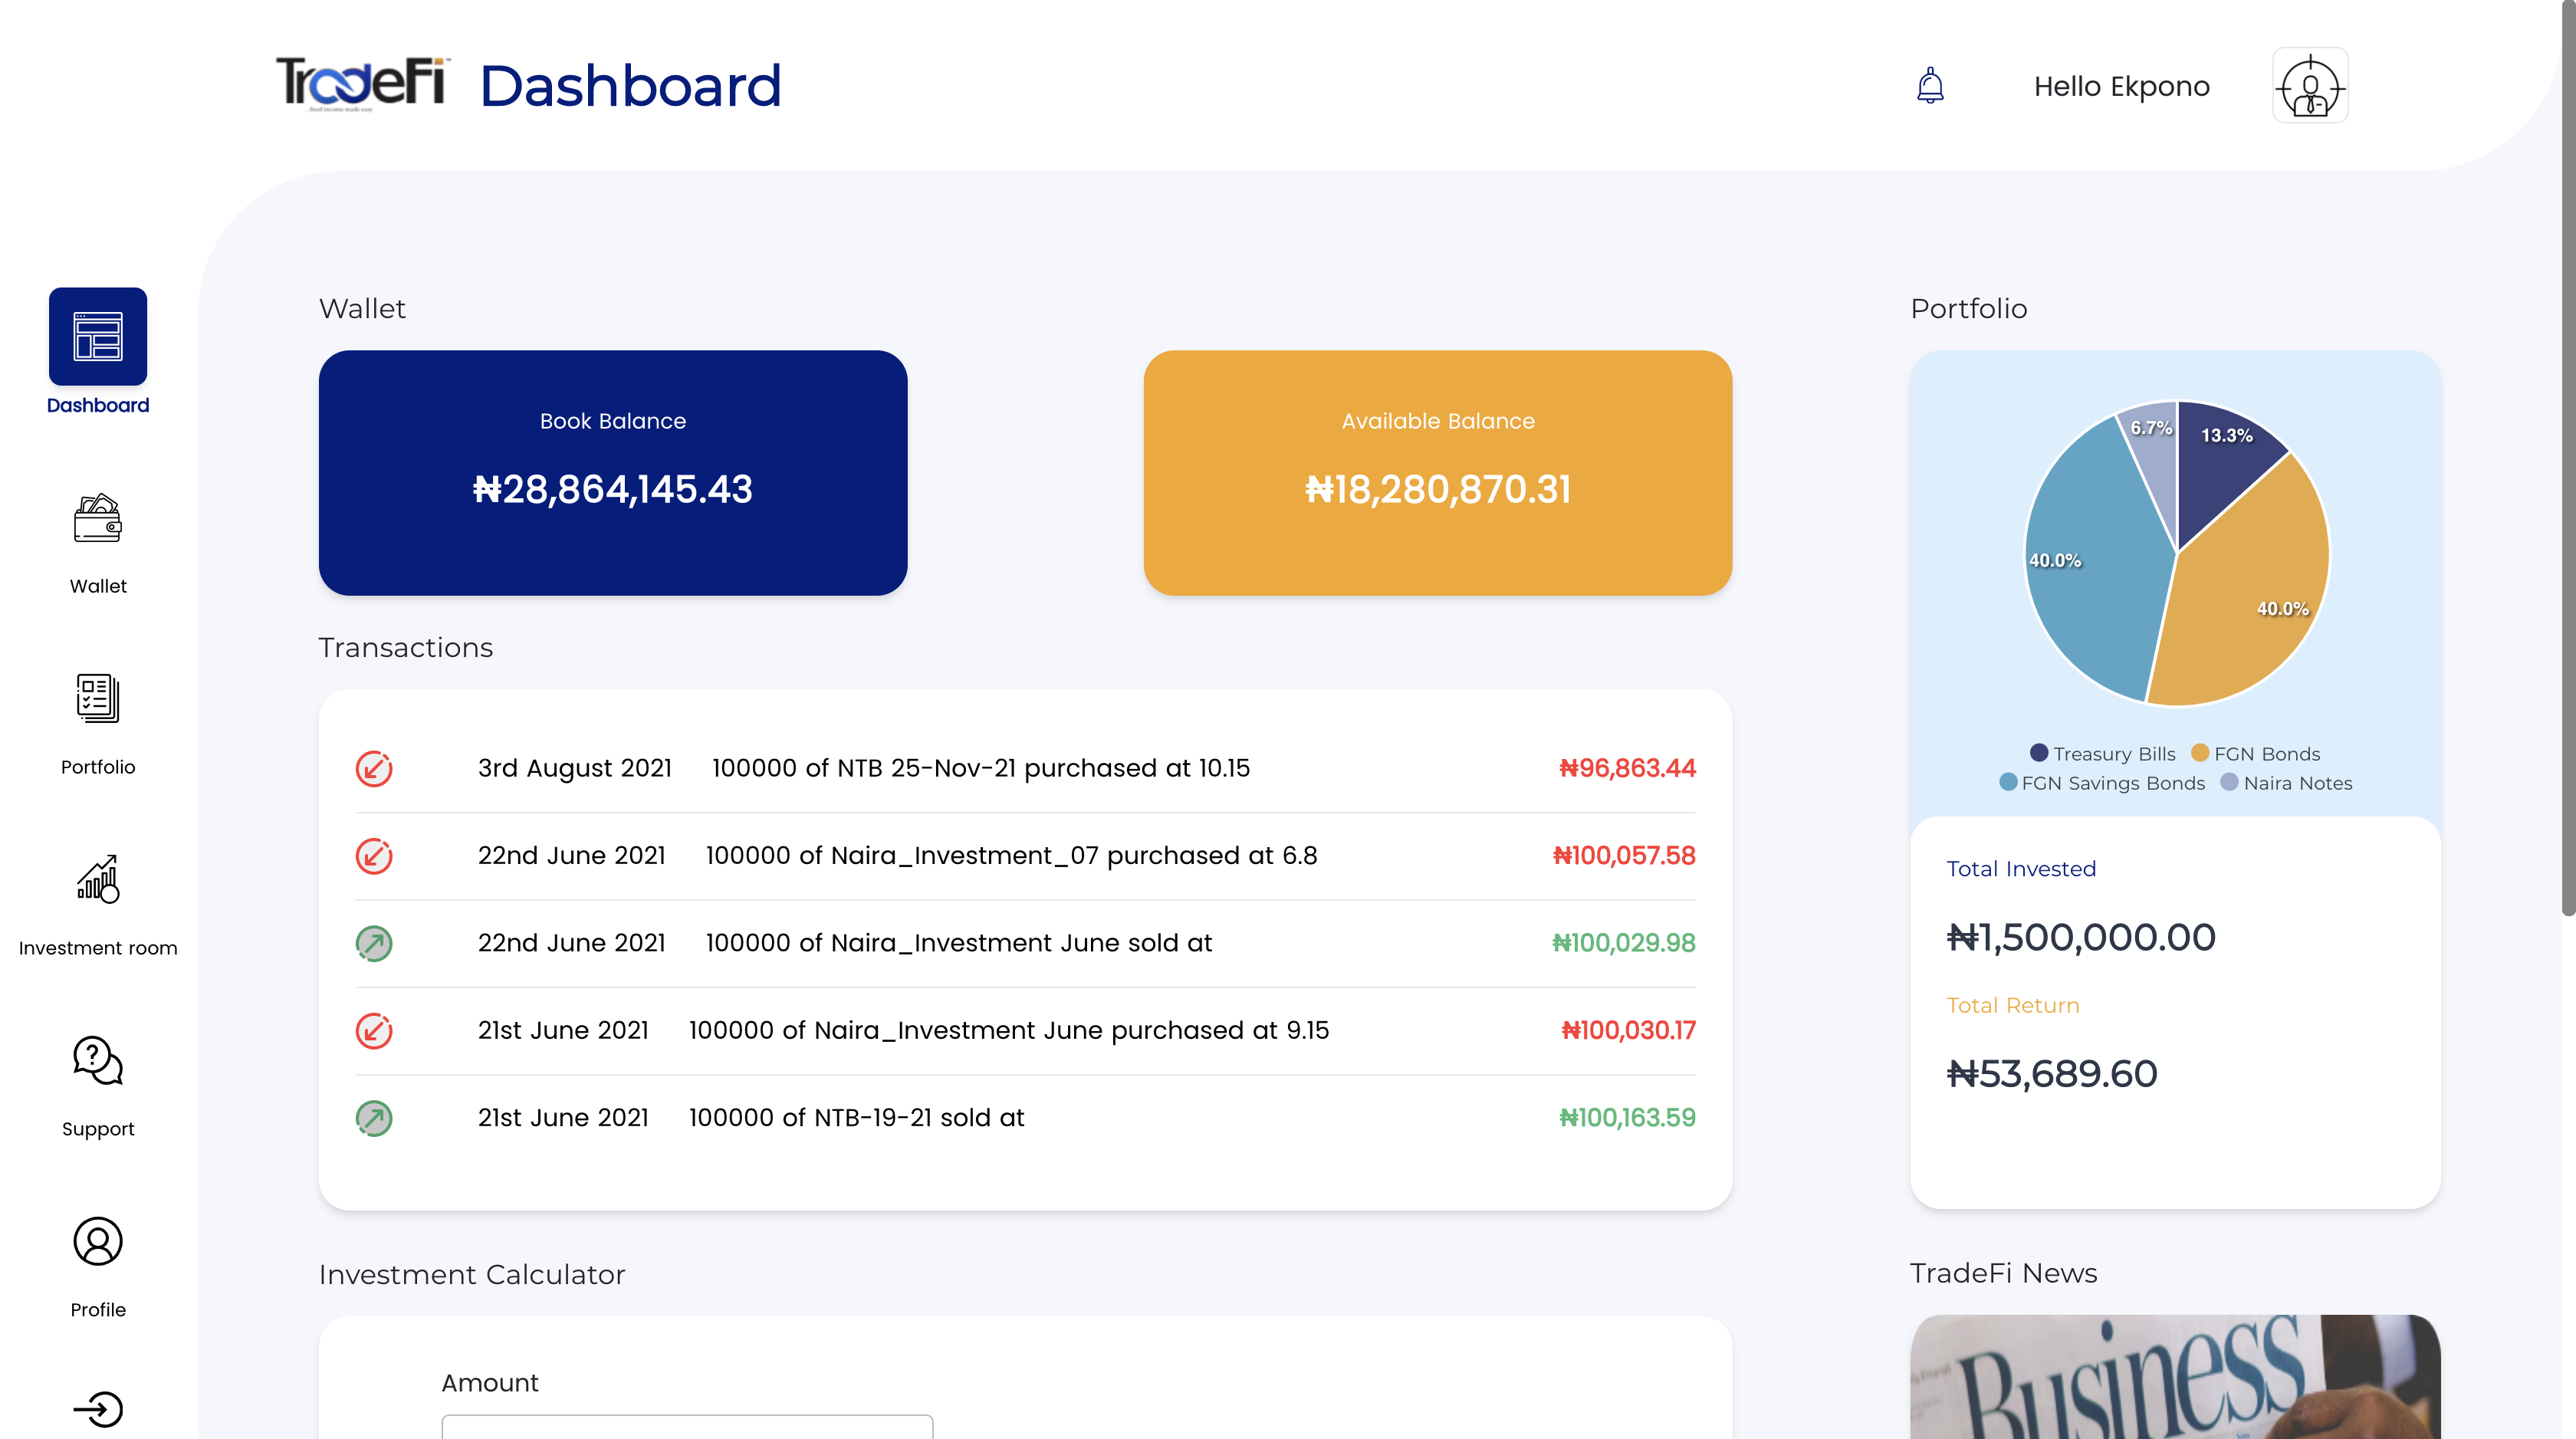 TradeFi
Dashboard
Hello Ekpono
Dashboard
Wallet
Portfolio
Investment room
Support
Profile
Wallet
Book Balance
₦28,864,145.43
Available Balance
₦18,280,870.31
Transactions
3rd August 2021 100000 of NTB 25-Nov-21 purchased at 10.15 ₦96,863.44
22nd June 2021 100000 of Naira_Investment_07 purchased at 6.8 ₦100,057.58
22nd June 2021 100000 of Naira_Investment June sold at ₦100,029.98
21st June 2021 100000 of Naira_Investment June purchased at 9.15 ₦100,030.17
21st June 2021 100000 of NTB-19-21 sold at ₦100,163.59
Investment Calculator
Amount
Portfolio
6.7% 13.3%
40.0%
40.0%
Treasury Bills FGN Bonds
FGN Savings Bonds Naira Notes
Total Invested
₦1,500,000.00
Total Return
₦53,689.60
TradeFi News
Business